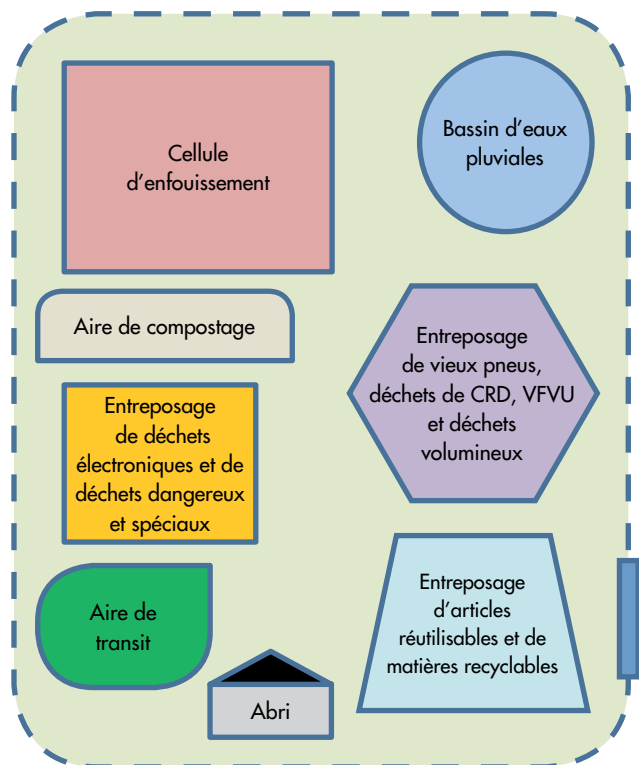 Cellule
d'enfouissement
Bassin d'eaux
pluviales
Aire de compostage
Entreposage
de vieux pneus,
déchets de CRD, VFVU
et déchets
volumineux
Entreposage
de déchets
électroniques et de
déchets dangereux
et spéciaux
Aire de
transit
Entreposage
d'articles
réutilisables et de
matières recyclables
Abri